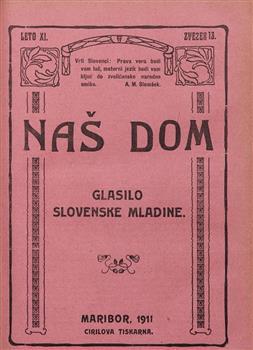 LETO XI.
ZVEZEK 13.
Vrli Slovenci: Prava vera bodi
vam luč, materni jezik bodi vam
ključ do zveličansko narodne
omike. A. M. Slomšek.
NAŠ DOM
GLASILO
SLOVENSKE MLADINE.
MARIBOR, 1911
CIRILOVA TISKARNA.